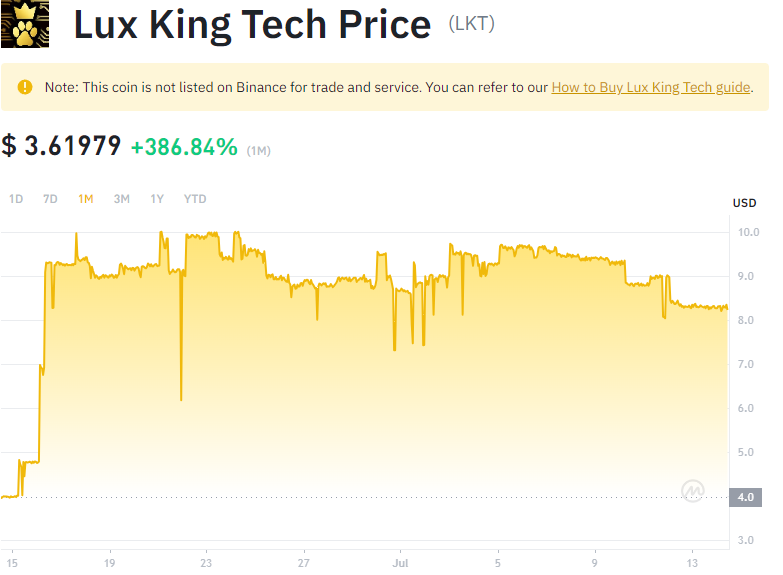 Lux King Tech Price (LKT)
Note: This coin is not listed on Binance for trade and service. You can refer to our How to Buy Lux King Tech guide.
$ 3.61979 +386.84% (1M)
1D 7D 1M 3M 1Y YTD
USD
10.0
9.0
8.0
7.0
6.0
5.0
4.0
3.0
15 19 23 27 Jul 5 9 13